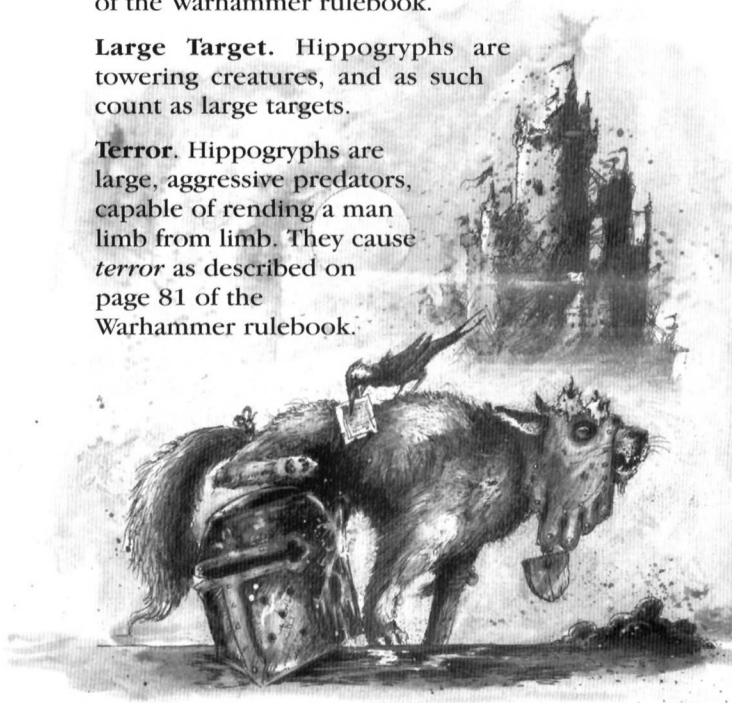 of the Warhammer rulebook.
Large Target. Hippogryphs are
towering creatures, and as such
count as large targets.
Terror. Hippogryphs are
large, aggressive predators,
capable of rending a man
limb from limb. They cause
terror as described on
page 81 of the
Warhammer rulebook.